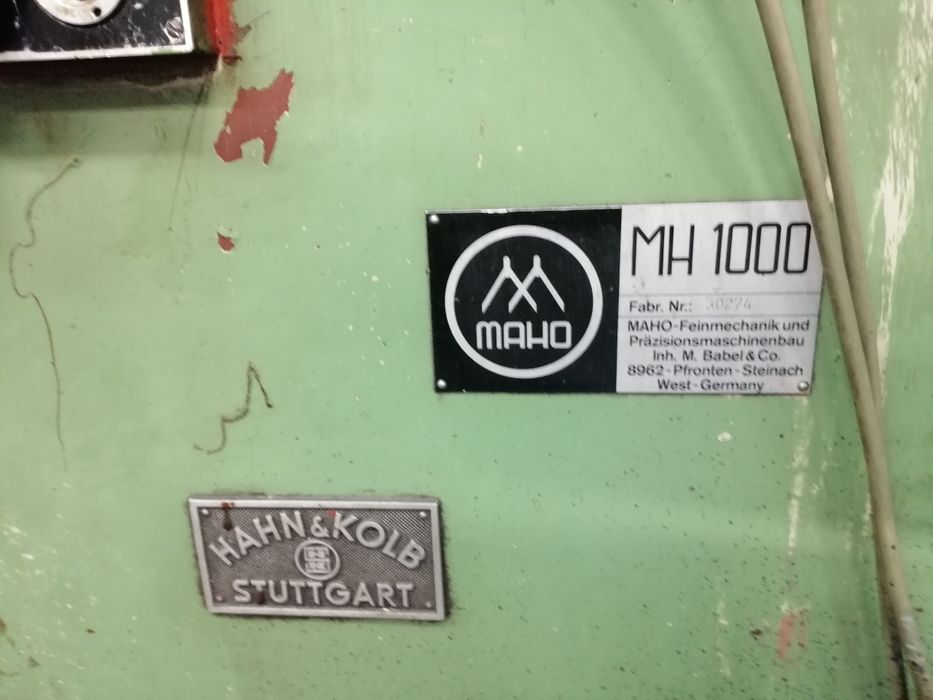 MAHO
MH 1000
Fabr. Nr.: 30274
MAHO-Feinmechanik und
Präzisionsmaschinenbau
Inh. M. Babel & Co.
8962 - Pfronten - Steinach
West - Germany
HAHN & KOLB
STUTTGART